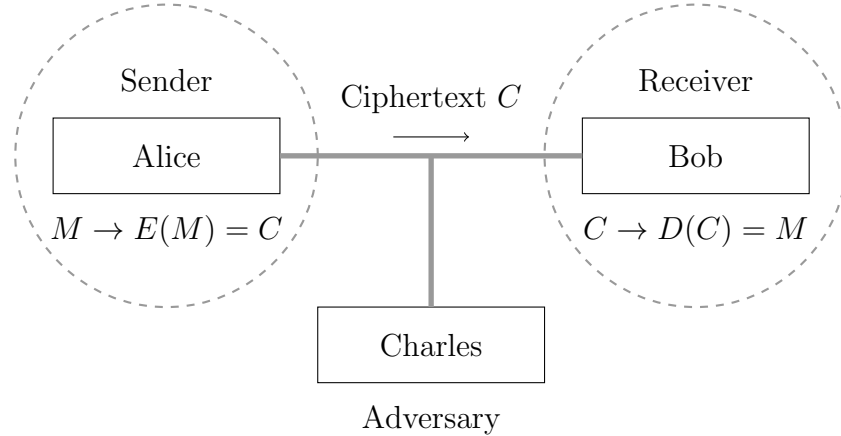 Sender
Alice
M → E(M) = C
Ciphertext C
Receiver
Bob
C → D(C) = M
Charles
Adversary